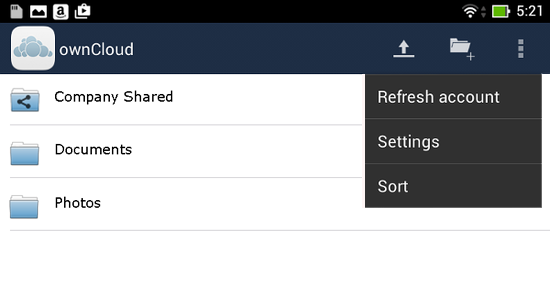 5:21
ownCloud
Company Shared
Refresh account
Documents
Settings
Sort
Photos